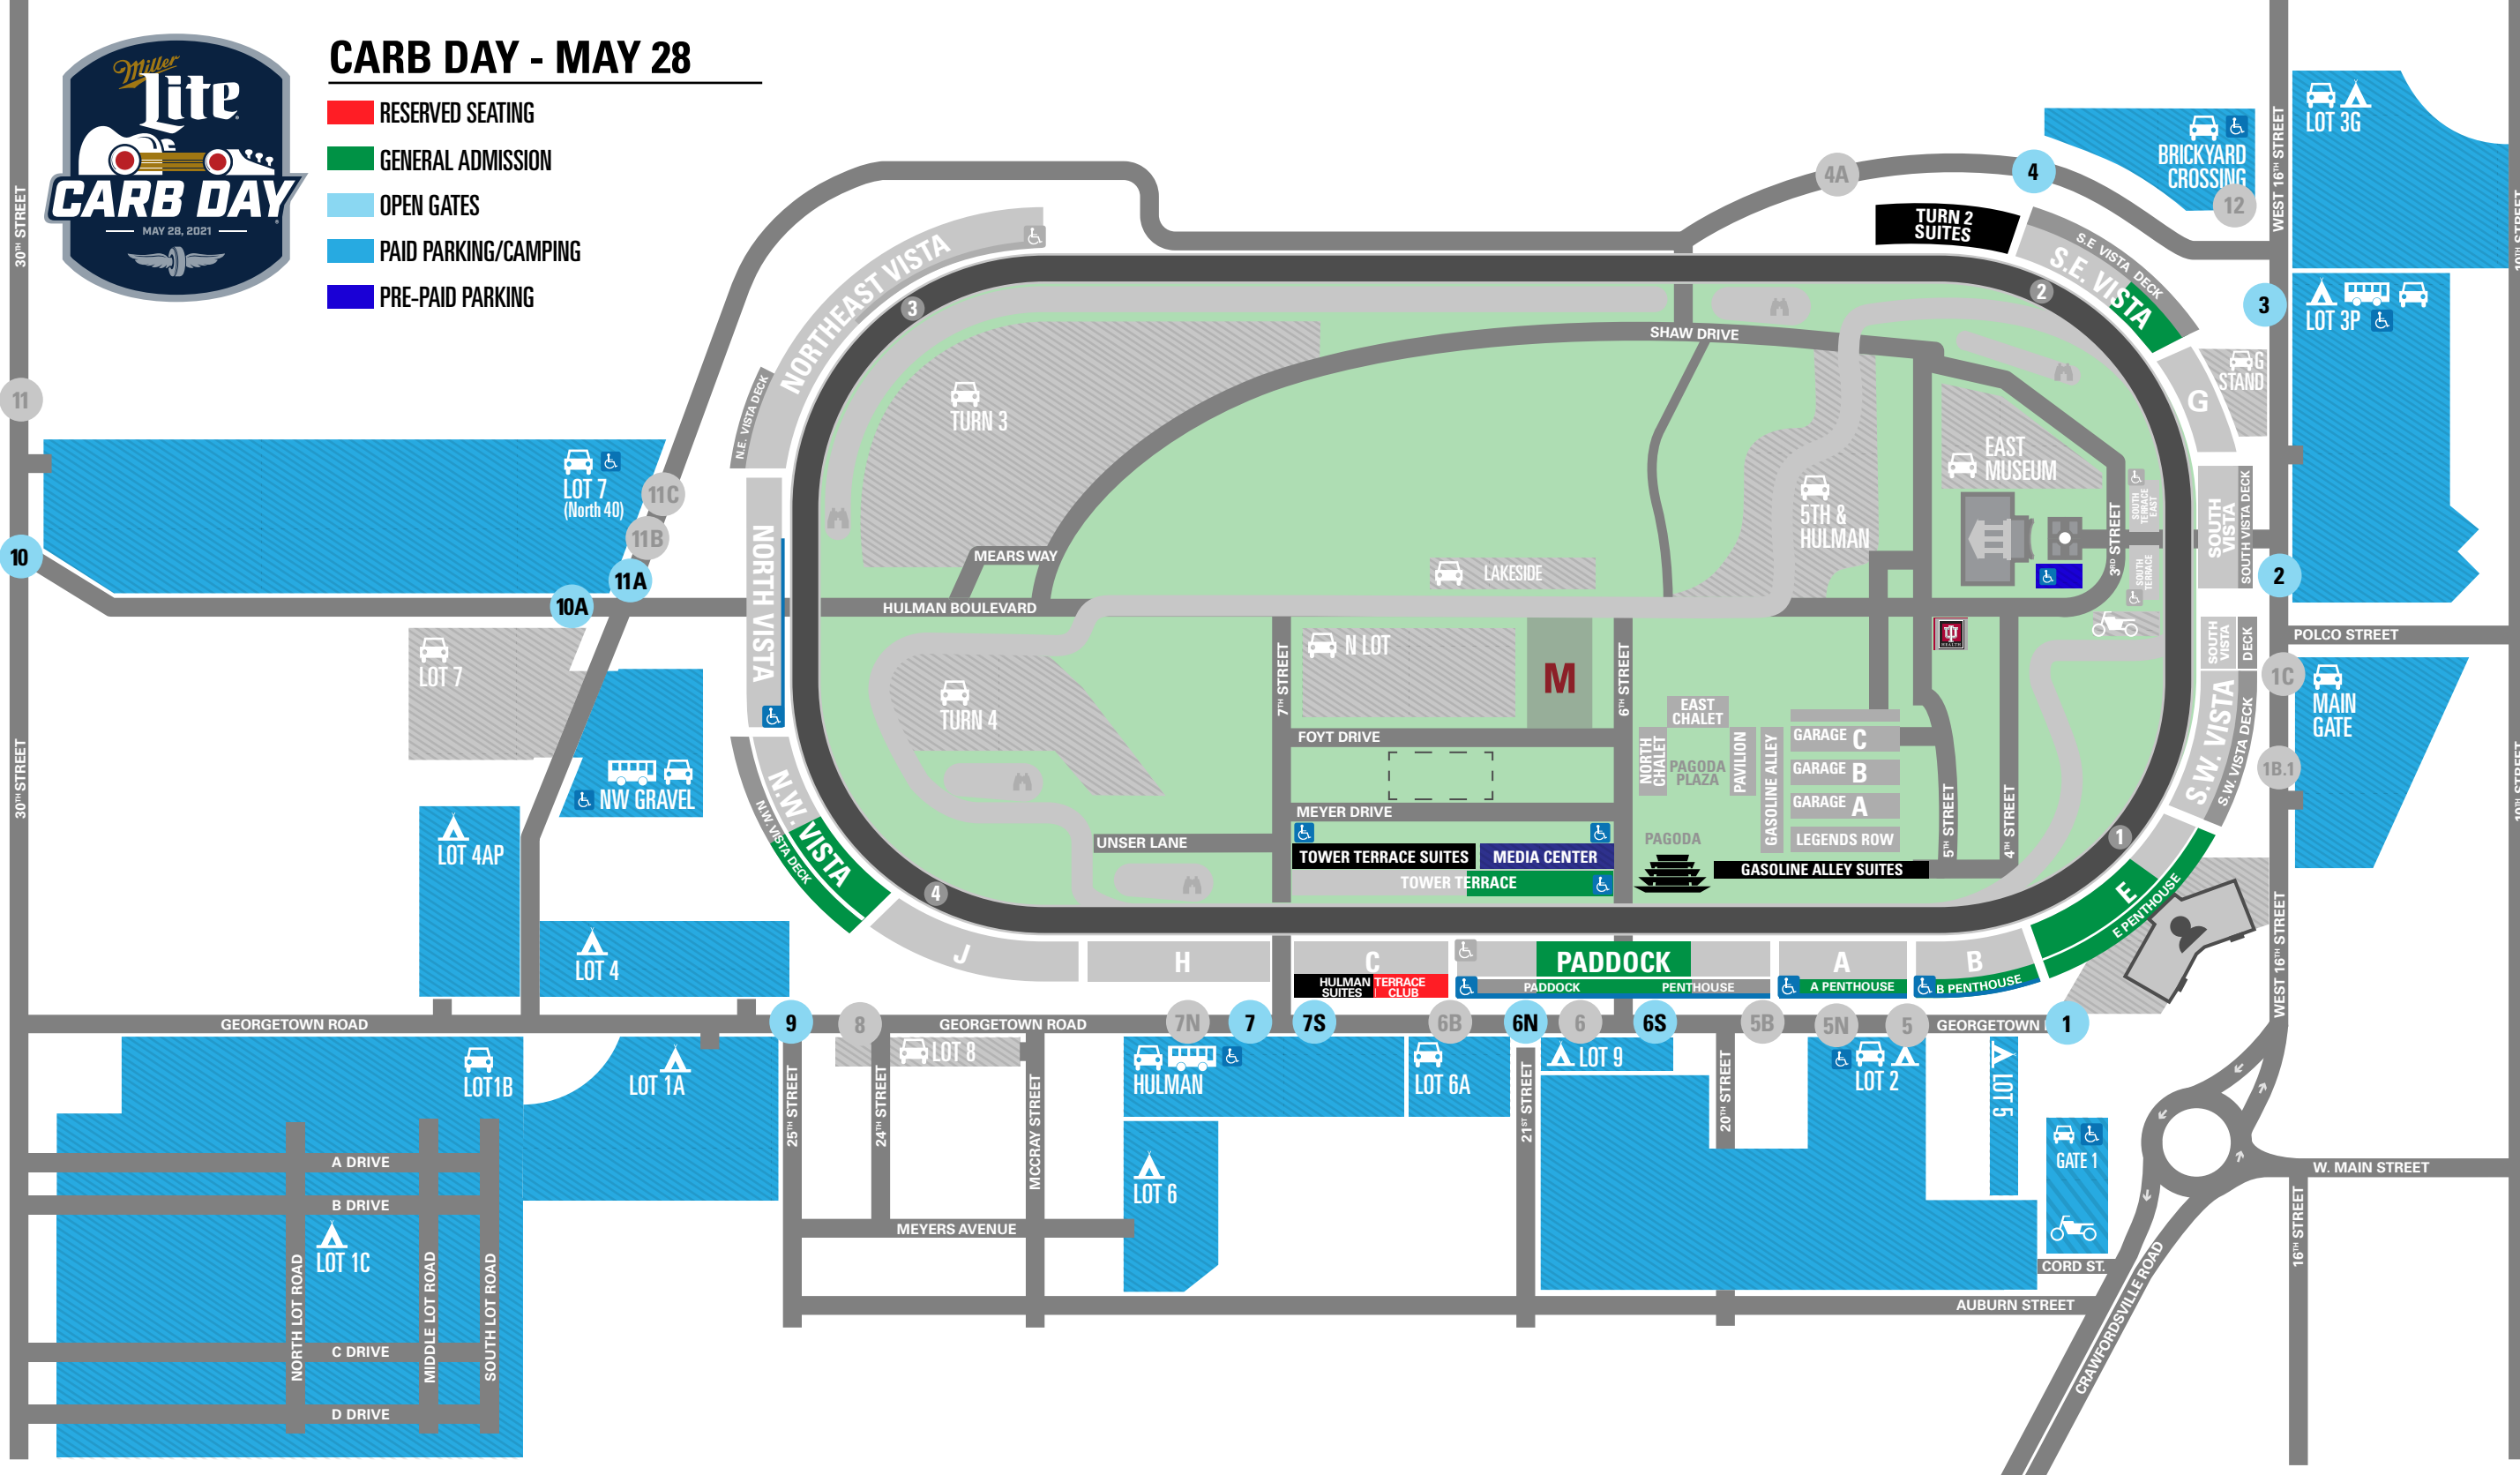 Miller
Lite
CARB DAY
MAY 28, 2021
CARB DAY - MAY 28
RESERVED SEATING
GENERAL ADMISSION
OPEN GATES
PAID PARKING/CAMPING
PRE-PAID PARKING
30TH STREET
30TH STREET
11
10
LOT 7
(North 40)
11C
11B
11A
10A
LOT 7
NW GRAVEL
LOT 4AP
LOT 4
N.E. VISTA DECK
NORTHEAST VISTA
NORTH VISTA
N.W. VISTA
N.W. VISTA DECK
3
TURN 3
MEARS WAY
HULMAN BOULEVARD
TURN 4
4
UNSER LANE
SHAW DRIVE
LAKESIDE
7TH STREET
N LOT
M
6TH STREET
FOYT DRIVE
MEYER DRIVE
TOWER TERRACE SUITES
MEDIA CENTER
TOWER TERRACE
EAST
CHALET
NORTH
CHALET
PAGODA
PLAZA
PAVILION
GASOLINE ALLEY
PAGODA
GARAGE C
GARAGE B
GARAGE A
LEGENDS ROW
GASOLINE ALLEY SUITES
5TH STREET
4TH STREET
5TH &
HULMAN
EAST
MUSEUM
3RD STREET
SOUTH
TERRACE
EAST
SOUTH
TERRACE
2
1
4A
4
TURN 2
SUITES
S.E VISTA DECK
S.E. VISTA
G
G
STAND
SOUTH
VISTA
SOUTH VISTA DECK
SOUTH
VISTA
DECK
S.W. VISTA
S.W. VISTA DECK
E
E PENTHOUSE
BRICKYARD
CROSSING
12
WEST 16TH STREET
3
2
1C
1B.1
WEST 16TH STREET
LOT 3G
LOT 3P
10TH STREET
POLCO STREET
MAIN
GATE
10TH STREET
J
H
C
HULMAN
SUITES
TERRACE
CLUB
PADDOCK
PADDOCK
PENTHOUSE
A
A PENTHOUSE
B
B PENTHOUSE
GEORGETOWN ROAD
9
8
GEORGETOWN ROAD
7N
7
7S
6B
6N
6
6S
5B
5N
5
GEORGETOWN
1
LOT1B
LOT 1A
LOT 1C
A DRIVE
B DRIVE
C DRIVE
D DRIVE
NORTH LOT ROAD
MIDDLE LOT ROAD
SOUTH LOT ROAD
25TH STREET
24TH STREET
LOT 8
MCCRAY STREET
MEYERS AVENUE
HULMAN
LOT 6
LOT 6A
21ST STREET
LOT 9
20TH STREET
LOT 2
LOT 5
GATE 1
CORD ST.
AUBURN STREET
CRAWFORDSVILLE ROAD
W. MAIN STREET
16TH STREET